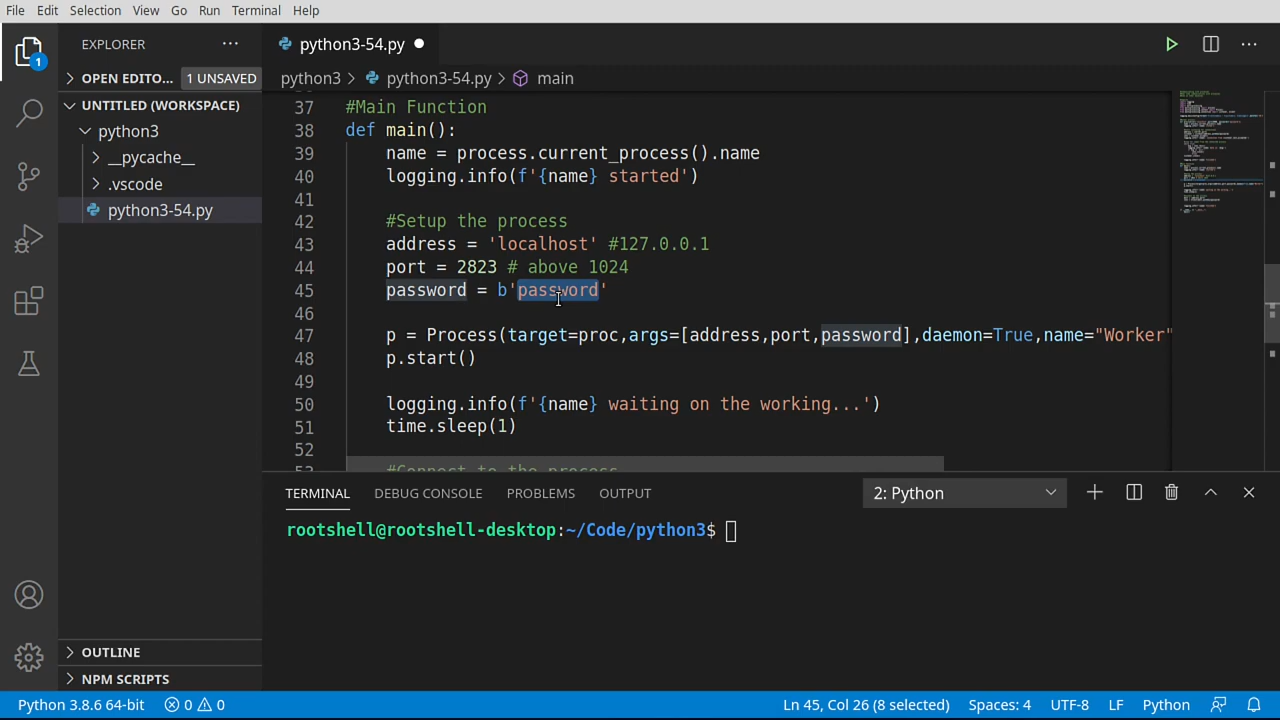 File Edit Selection View Go Run Terminal Help
EXPLORER
python3-54.py
1
OPEN EDITO... 1 UNSAVED
python3 > python3-54.py > main
UNTITLED (WORKSPACE)
python3
__pycache__
.vscode
python3-54.py
37 #Main Function
38 def main():
39 name = process.current_process().name
40 logging.info(f'{name} started')
41
42 #Setup the process
43 address = 'localhost' #127.0.0.1
44 port = 2823 # above 1024
45 password = b'password'
46
47 p = Process(target=proc,args=[address,port,password],daemon=True,name="Worker"
48 p.start()
49
50 logging.info(f'{name} waiting on the working...')
51 time.sleep(1)
52
#Connect to the process
TERMINAL DEBUG CONSOLE PROBLEMS OUTPUT 2: Python
rootshell@rootshell-desktop:~/Code/python3$
OUTLINE
NPM SCRIPTS
Python 3.8.6 64-bit 0 0 Ln 45, Col 26 (8 selected) Spaces: 4 UTF-8 LF Python